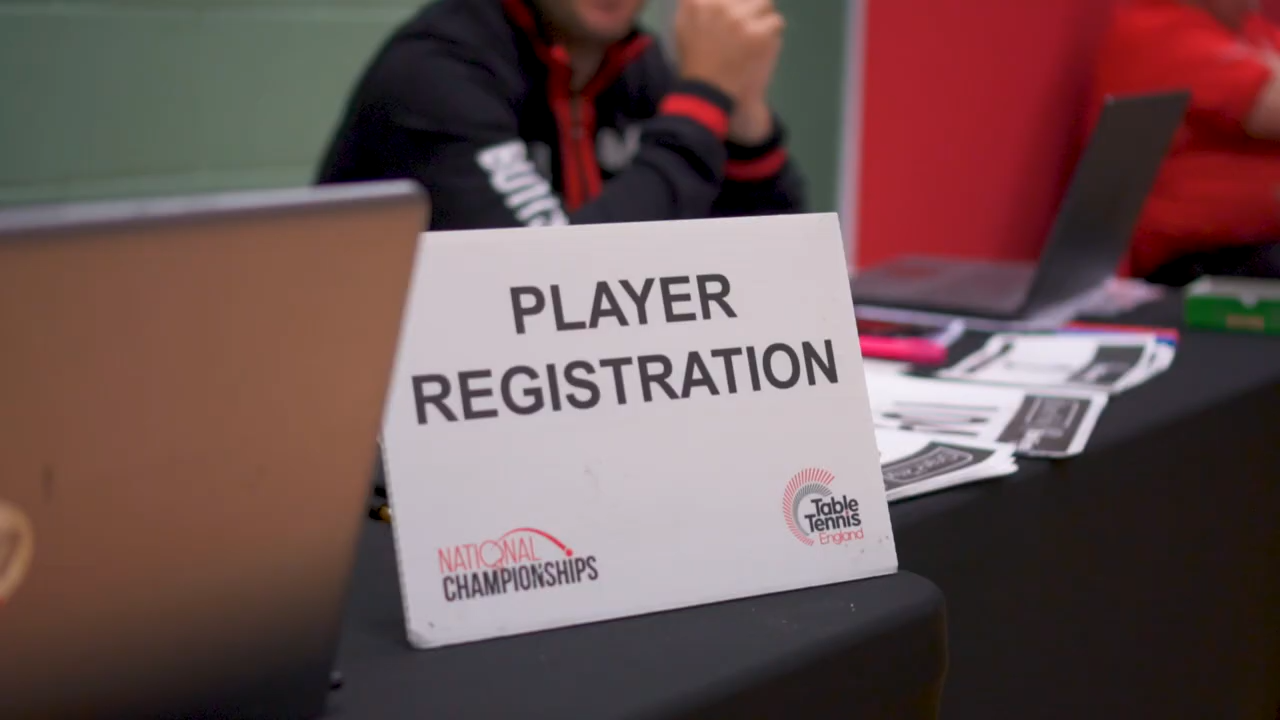 PLAYER
REGISTRATION
NATIONAL
CHAMPIONSHIPS
Table
Tennis
England